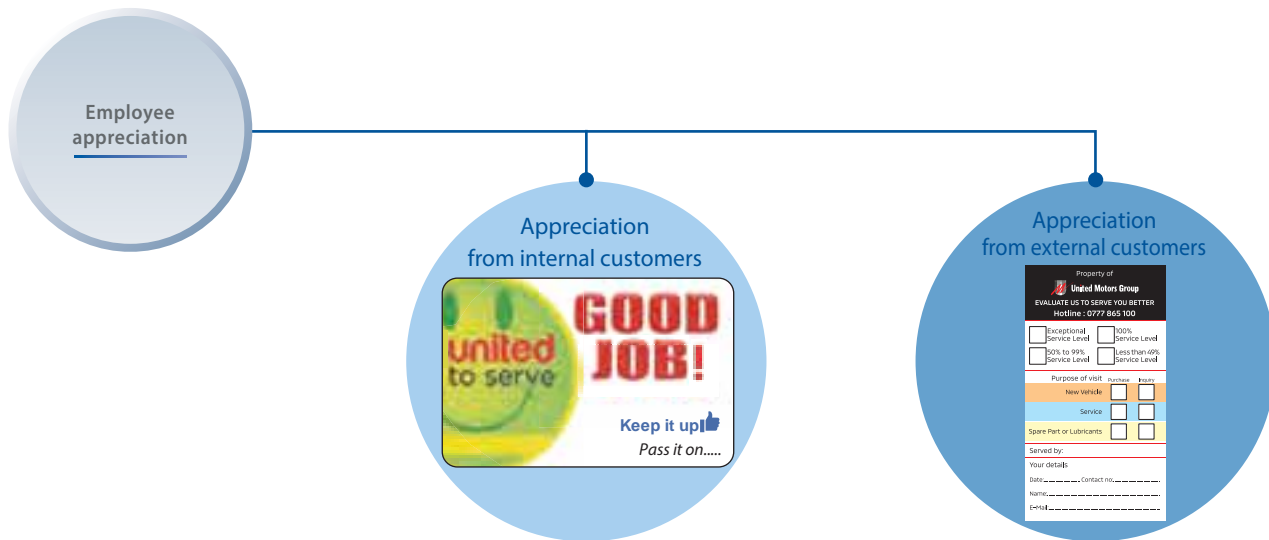 Employee
appreciation
Appreciation
from internal customers
united
to serve
GOOD
JOB!
Keep it up
Pass it on.....
Appreciation
from external customers
Property of
United Motors Group
EVALUATE US TO SERVE YOU BETTER
Hotline : 0777 865 100
Exceptional Service Level 100% Service Level
50% to 99% Service Level Less than 49% Service Level
Purpose of visit Purchase Inquiry
New Vehicle
Service
Spare Part or Lubricants
Served by:
Your details
Date: Contact no:
Name:
E-Mail